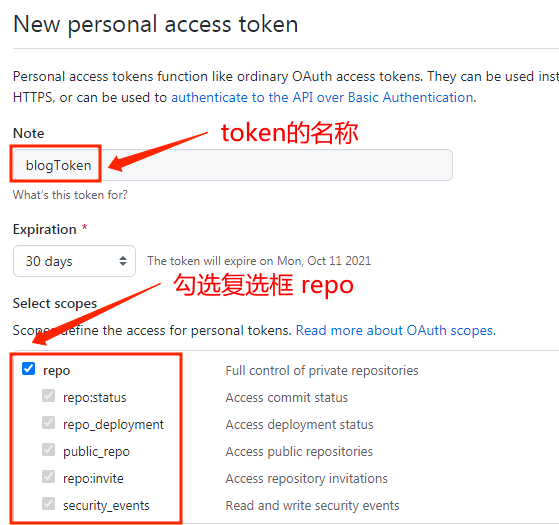 New personal access token
Personal access tokens function like ordinary OAuth access tokens. They can be used
HTTPS, or can be used to authenticate to the API over Basic Authentication.
Note
token的名称
blogToken
What's this token for?
Expiration *
30 days
The token will expire on Mon, Oct 11 2021
勾选复选框 repo
Select scopes
Scopes define the access for personal tokens. Read more about OAuth scopes.
repo Full control of private repositories
repo:status Access commit status
repo_deployment Access deployment status
public_repo Access public repositories
repo:invite Access repository invitations
security_events Read and write security events